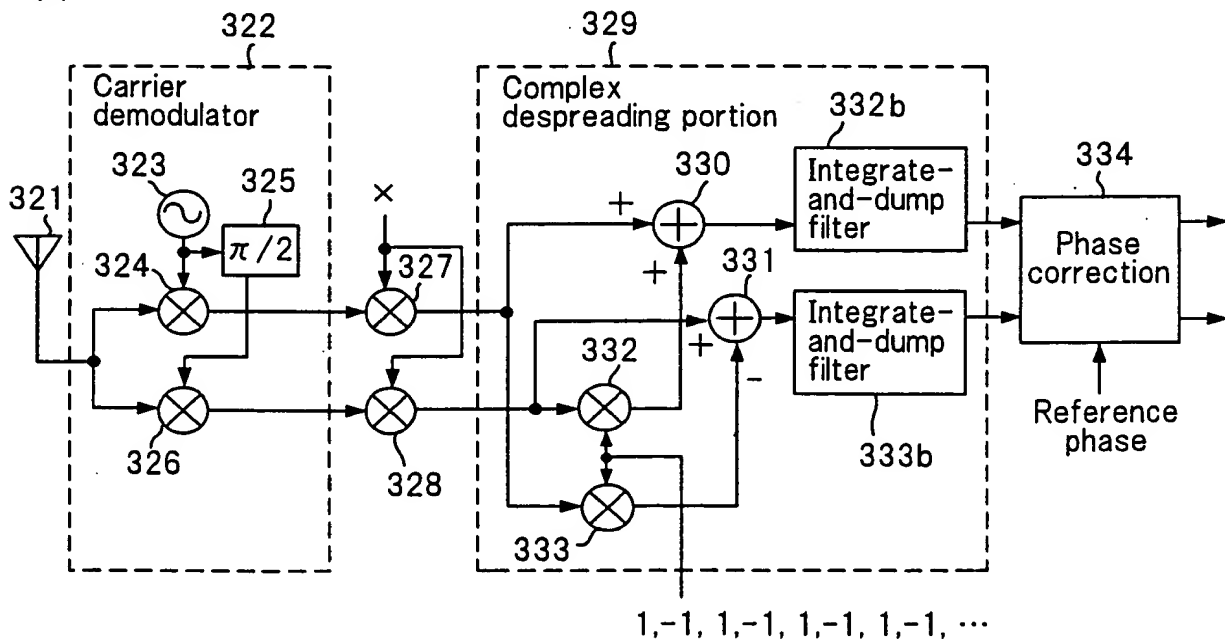 322
329
Carrier
demodulator
Complex
despreading portion
332b
323
325
330
Integrate-
and-dump
filter
334
321
×
+
π/2
331
Phase
correction
324
327
+
332
+
-
Integrate-
and-dump
filter
326
328
333b
Reference
phase
333
1,-1, 1,-1, 1,-1, 1,-1, ···